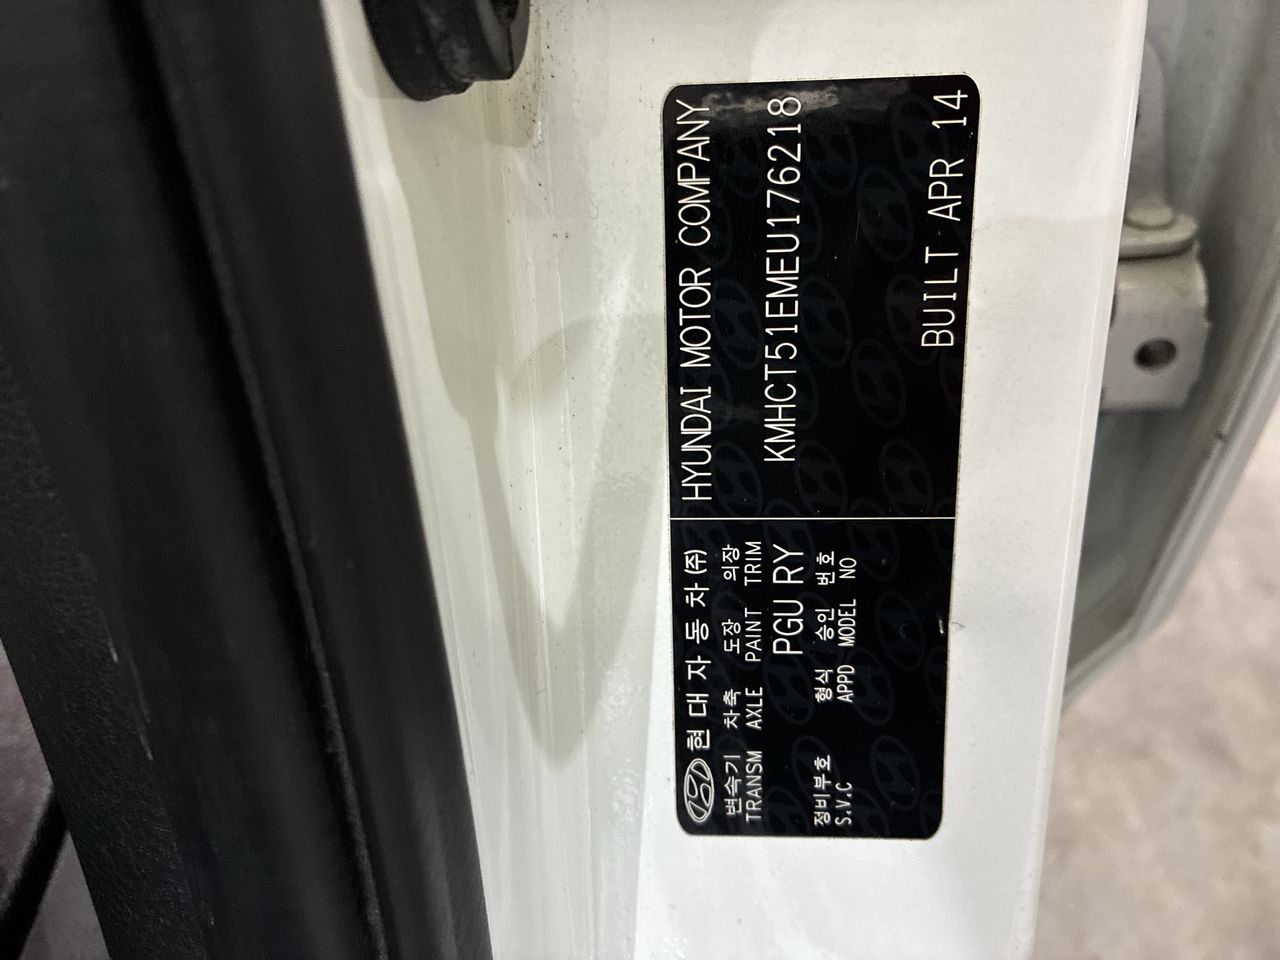 현대자동차(주)
HYUNDAI MOTOR COMPANY
변속기 차축 도장 의장
TRANSM AXLE PAINT TRIM
PGU RY
KMHCT51EMEU176218
정비부호 형식 승인 번호
S.V.C APPD MODEL NO
BUILT APR 14